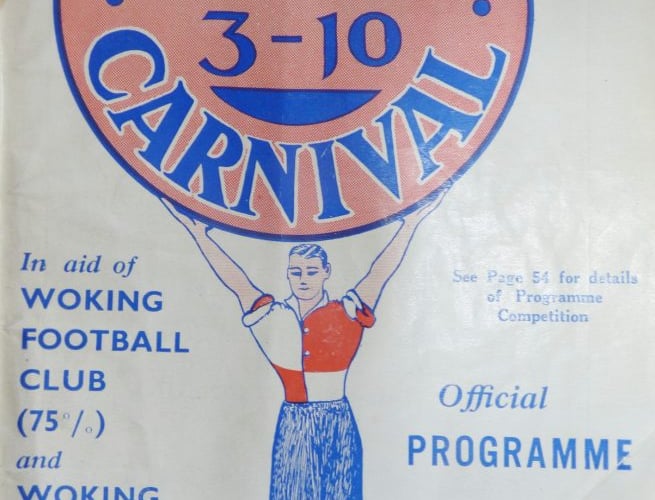 3-10
CARNIVAL
In aid of
WOKING
FOOTBALL
CLUB
(75%)
and
WOKING
See Page 54 for details
of Programme
Competition
Official
PROGRAMME